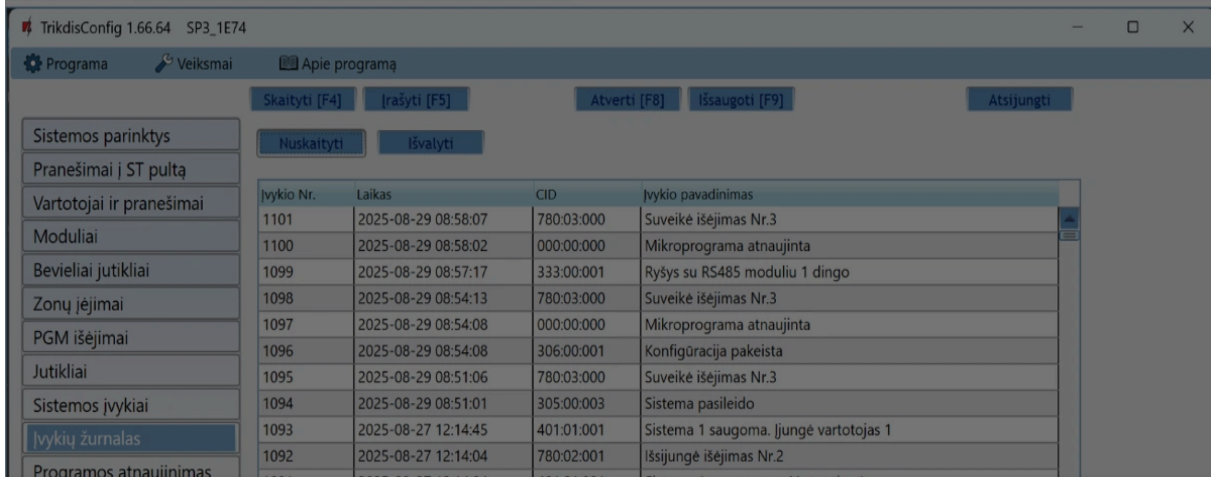 TrikdisConfig 1.66.64 SP3_1E74
Programa Veiksmai Apie programą
Skaityti [F4] Įrašyti [F5] Atverti [F8] Išsaugoti [F9] Atsijungti
Nuskaityti Išvalyti
Sistemos parinktys
Pranešimai į ST pultą
Vartotojai ir pranešimai
Moduliai
Bevieliai jutikliai
Zonų įėjimai
PGM išėjimai
Jutikliai
Sistemos įvykiai
Įvykių žurnalas
Programos atnaujinimas
Įvykio Nr. Laikas CID Įvykio pavadinimas
1101 2025-08-29 08:58:07 780:03:000 Suveikė išėjimas Nr.3
1100 2025-08-29 08:58:02 000:00:000 Mikroprograma atnaujinta
1099 2025-08-29 08:57:17 333:00:001 Ryšys su RS485 moduliu 1 dingo
1098 2025-08-29 08:54:13 780:03:000 Suveikė išėjimas Nr.3
1097 2025-08-29 08:54:08 000:00:000 Mikroprograma atnaujinta
1096 2025-08-29 08:54:08 306:00:001 Konfigūracija pakeista
1095 2025-08-29 08:51:06 780:03:000 Suveikė išėjimas Nr.3
1094 2025-08-29 08:51:01 305:00:003 Sistema pasileido
1093 2025-08-27 12:14:45 401:01:001 Sistema 1 saugoma. Įjungė vartotojas 1
1092 2025-08-27 12:14:04 780:02:001 Išsijungė išėjimas Nr.2